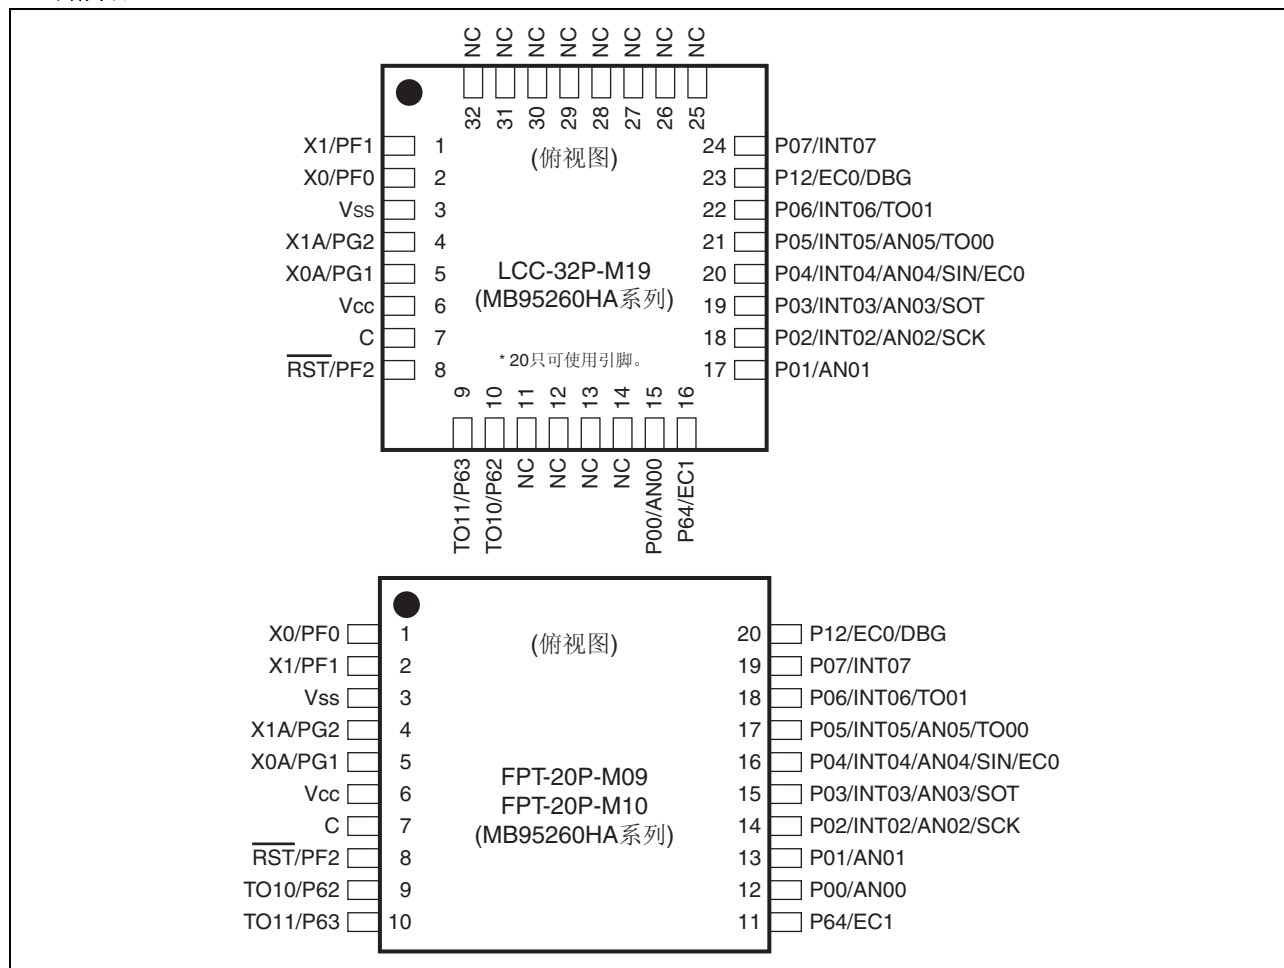 NC NC NC NC NC NC NC NC
32 31 30 29 28 27 26 25
(俯视图)
X1/PF1 1
X0/PF0 2
Vss 3
X1A/PG2 4
X0A/PG1 5
Vcc 6
C 7
RST/PF2 8
24 P07/INT07
23 P12/EC0/DBG
22 P06/INT06/TO01
21 P05/INT05/AN05/TO00
20 P04/INT04/AN04/SIN/EC0
19 P03/INT03/AN03/SOT
18 P02/INT02/AN02/SCK
17 P01/AN01
LCC-32P-M19
(MB95260HA系列)
* 20只可使用引脚。
9 10 11 12 13 14 15 16
TO11/P63 TO10/P62 NC NC NC NC P00/AN00 P64/EC1
(俯视图)
X0/PF0 1
X1/PF1 2
Vss 3
X1A/PG2 4
X0A/PG1 5
Vcc 6
C 7
RST/PF2 8
TO10/P62 9
TO11/P63 10
20 P12/EC0/DBG
19 P07/INT07
18 P06/INT06/TO01
17 P05/INT05/AN05/TO00
16 P04/INT04/AN04/SIN/EC0
15 P03/INT03/AN03/SOT
14 P02/INT02/AN02/SCK
13 P01/AN01
12 P00/AN00
11 P64/EC1
FPT-20P-M09
FPT-20P-M10
(MB95260HA系列)